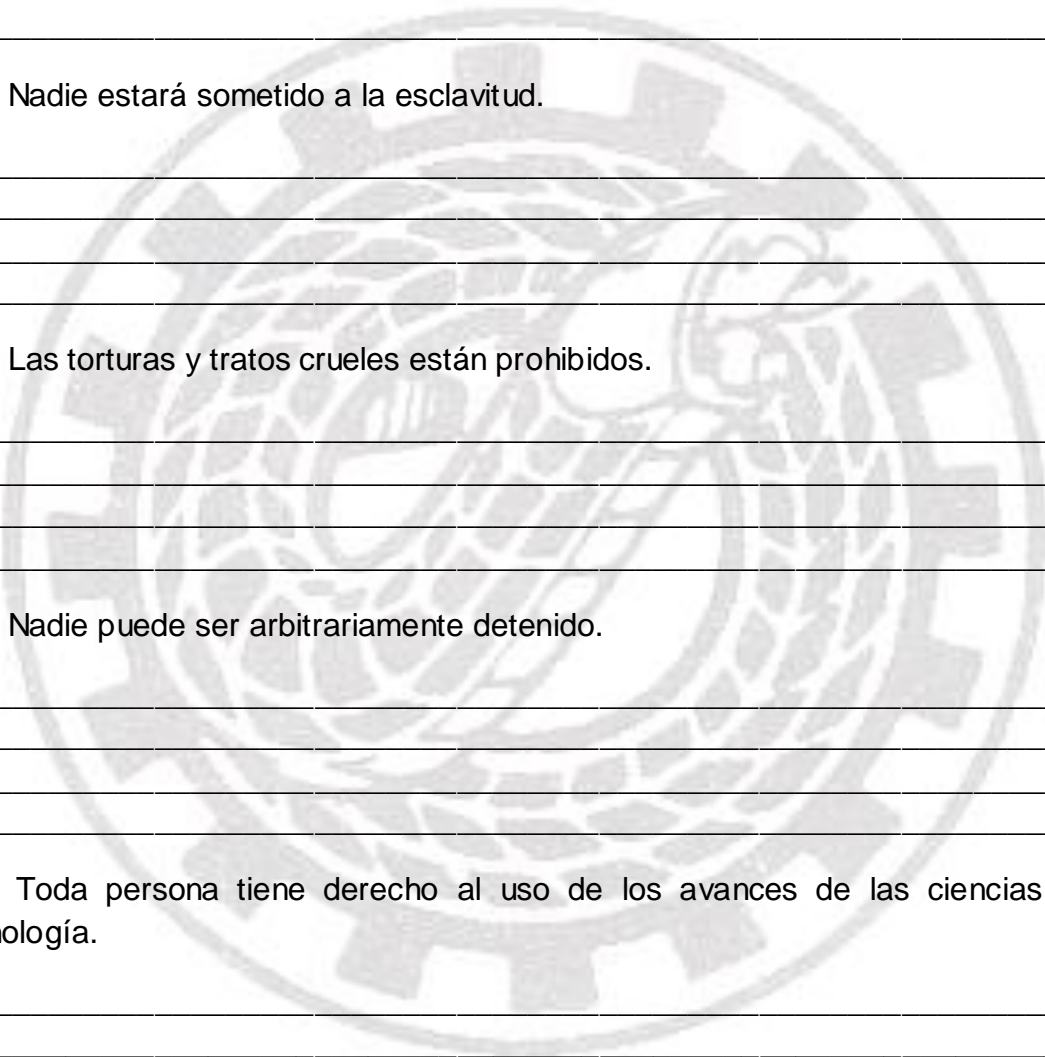 Nadie estará sometido a la esclavitud.
Las torturas y tratos crueles están prohibidos.
Nadie puede ser arbitrariamente detenido.
Toda persona tiene derecho al uso de los avances de las ciencias
nología.